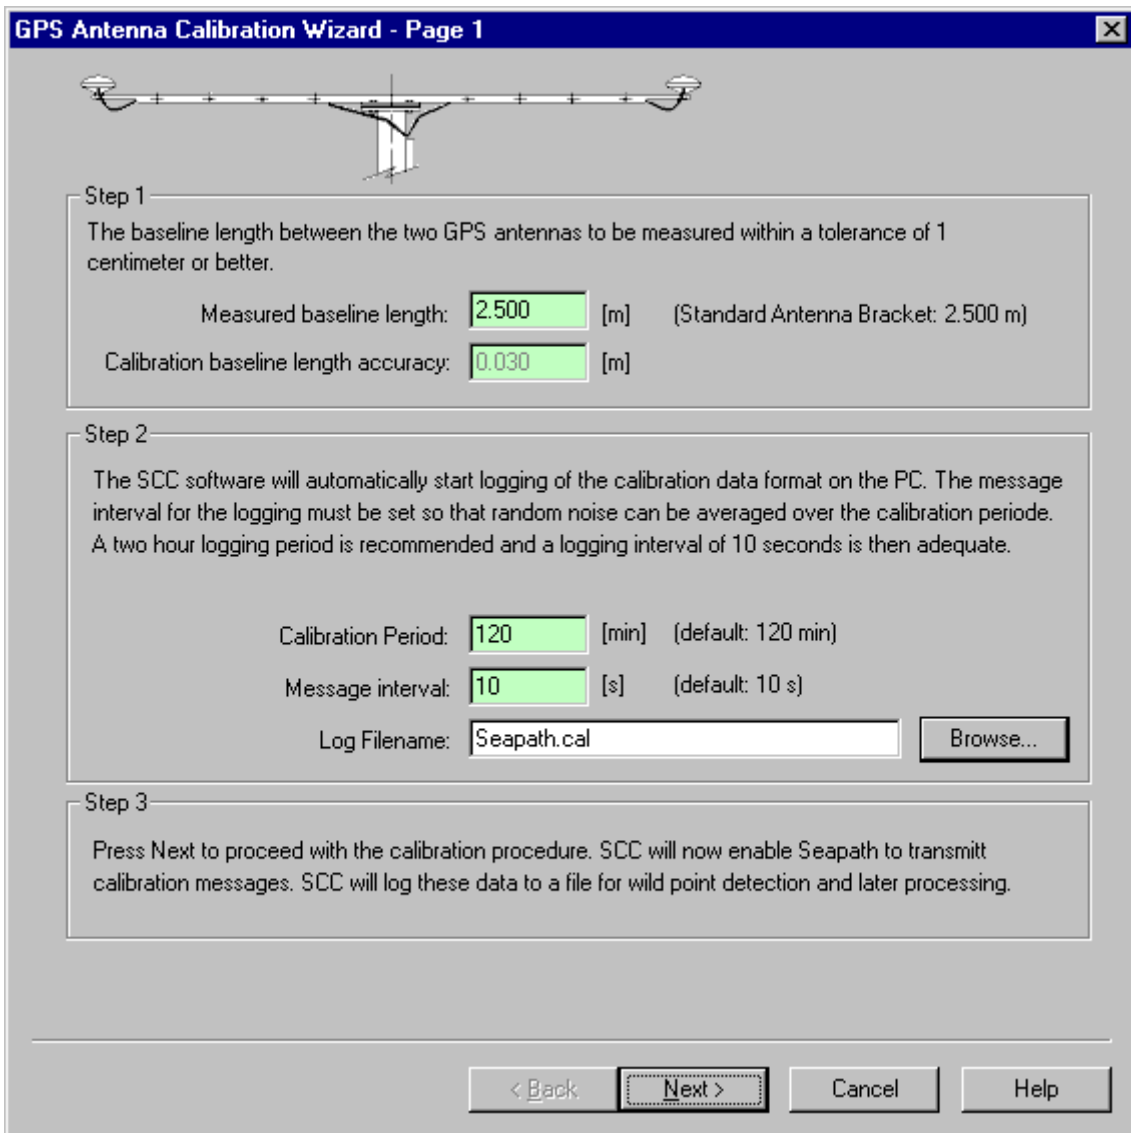 GPS Antenna Calibration Wizard - Page 1
Step 1
The baseline length between the two GPS antennas to be measured within a tolerance of 1
centimeter or better.
Measured baseline length: 2.500 [m] (Standard Antenna Bracket: 2.500 m)
Calibration baseline length accuracy: 0.030 [m]
Step 2
The SCC software will automatically start logging of the calibration data format on the PC. The message
interval for the logging must be set so that random noise can be averaged over the calibration periode.
A two hour logging period is recommended and a logging interval of 10 seconds is then adequate.
Calibration Period: 120 [min] (default: 120 min)
Message interval: 10 [s] (default: 10 s)
Log Filename: Seapath.cal Browse...
Step 3
Press Next to proceed with the calibration procedure. SCC will now enable Seapath to transmitt
calibration messages. SCC will log these data to a file for wild point detection and later processing.
< Back Next > Cancel Help